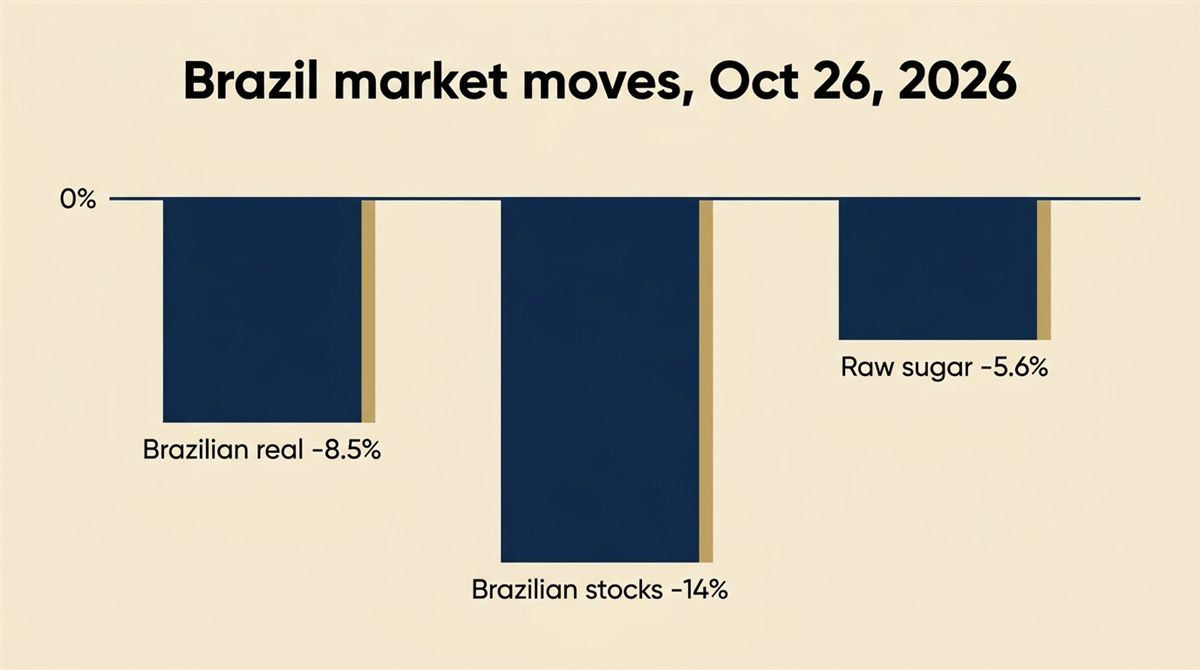 Brazil market moves, Oct 26, 2026
0%
Raw sugar -5.6%
Brazilian real -8.5%
Brazilian stocks -14%